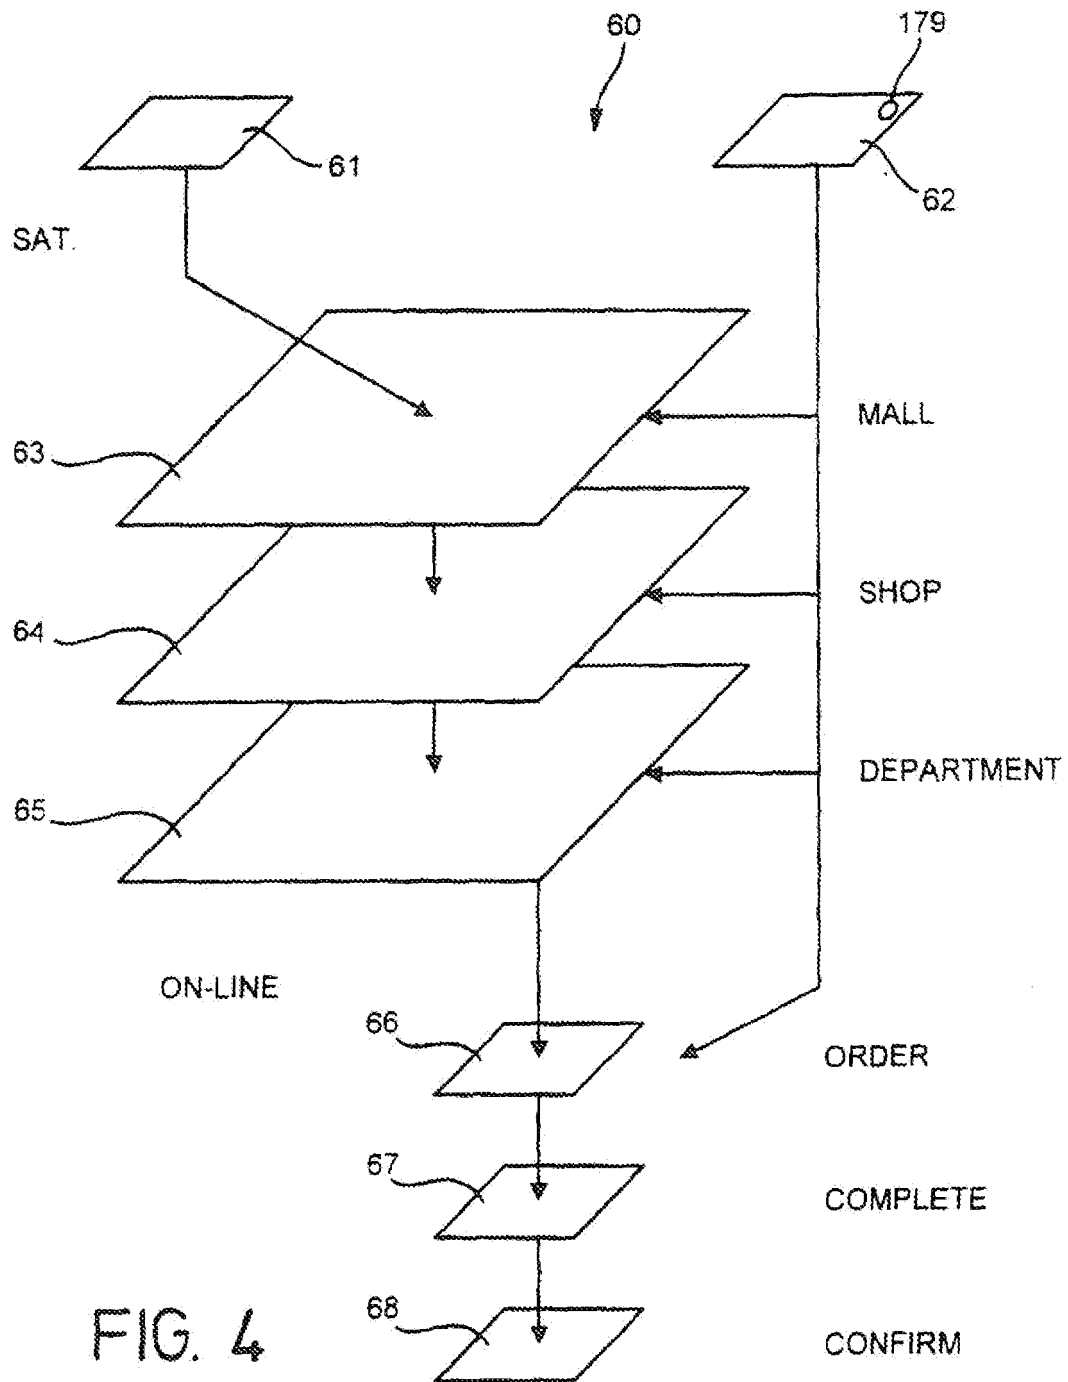 60
179
61
62
SAT.
63
MALL
64
SHOP
65
DEPARTMENT
ON-LINE
66
ORDER
67
COMPLETE
68
CONFIRM
FIG. 4